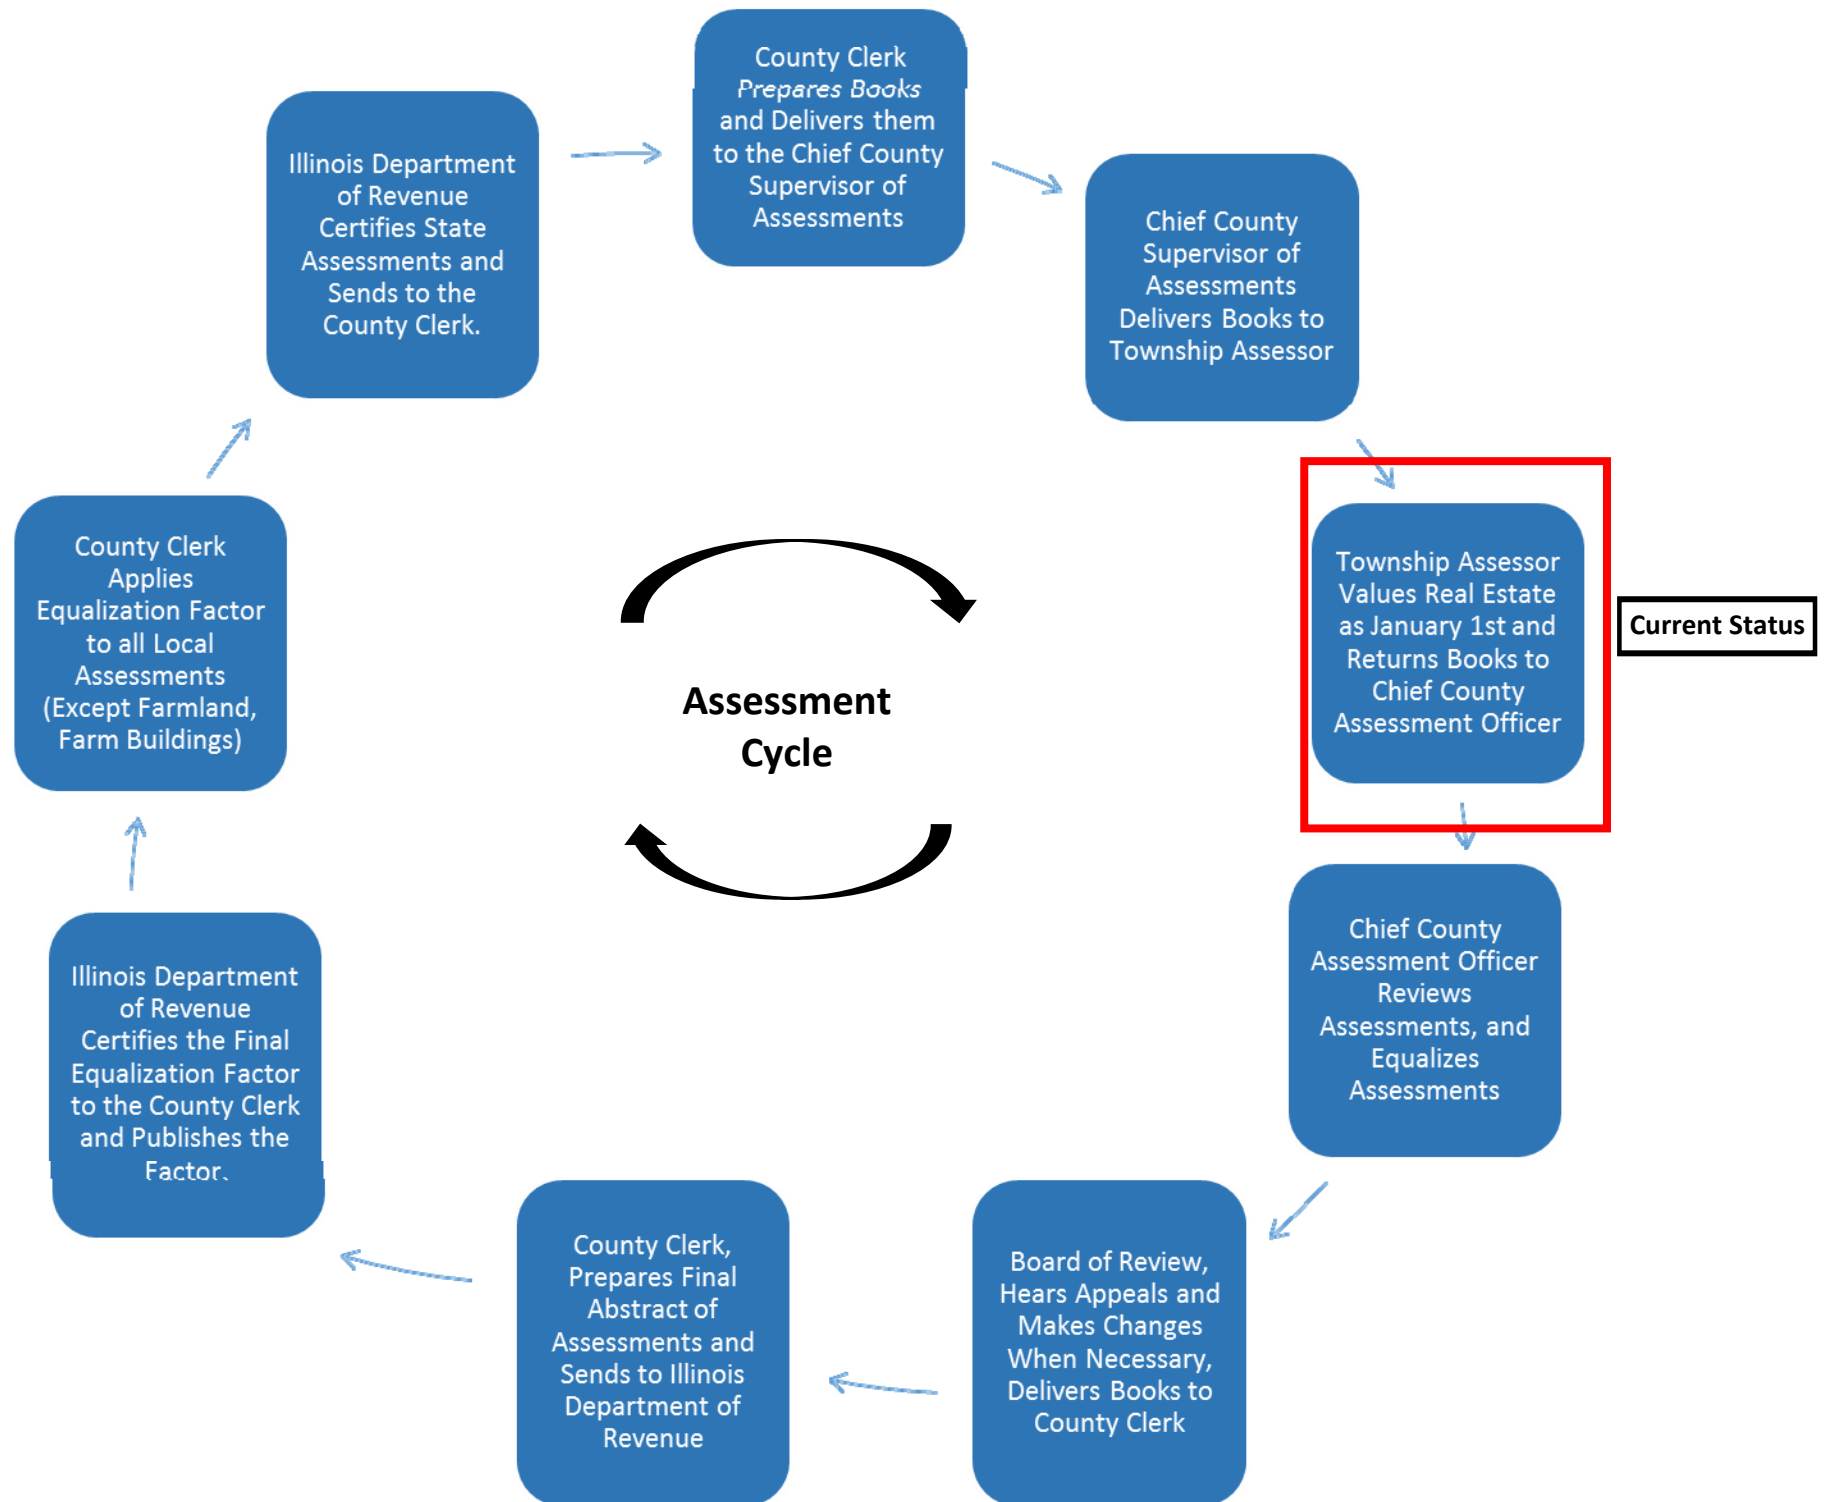 County Clerk
Prepares Books
and Delivers them
to the Chief County
Supervisor of
Assessments
Chief County
Supervisor of
Assessments
Delivers Books to
Township Assessor
Township Assessor
Values Real Estate
as January 1st and
Returns Books to
Chief County
Assessment Officer
Current Status
Chief County
Assessment Officer
Reviews
Assessments, and
Equalizes
Assessments
Board of Review,
Hears Appeals and
Makes Changes
When Necessary,
Delivers Books to
County Clerk
County Clerk,
Prepares Final
Abstract of
Assessments and
Sends to Illinois
Department of
Revenue
Illinois Department
of Revenue
Certifies the Final
Equalization Factor
to the County Clerk
and Publishes the
Factor.
County Clerk
Applies
Equalization Factor
to all Local
Assessments
(Except Farmland,
Farm Buildings)
Illinois Department
of Revenue
Certifies State
Assessments and
Sends to the
County Clerk.
Assessment
Cycle